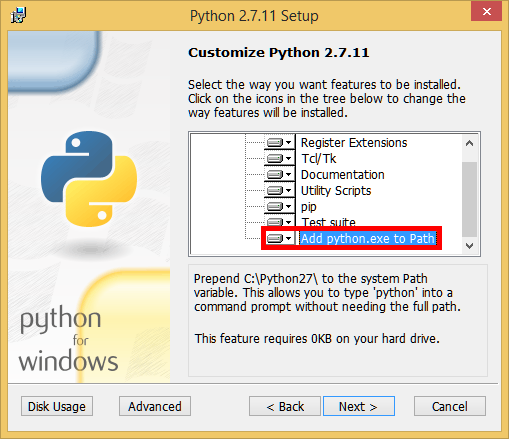 Python 2.7.11 Setup
Customize Python 2.7.11
Select the way you want features to be installed.
Click on the icons in the tree below to change the
way features will be installed.
Register Extensions
Tcl/Tk
Documentation
Utility Scripts
pip
Test suite
Add python.exe to Path
Prepend C:\Python27\ to the system Path
variable. This allows you to type 'python' into a
command prompt without needing the full path.
This feature requires 0KB on your hard drive.
python
for
windows
Disk Usage
Advanced
< Back
Next >
Cancel